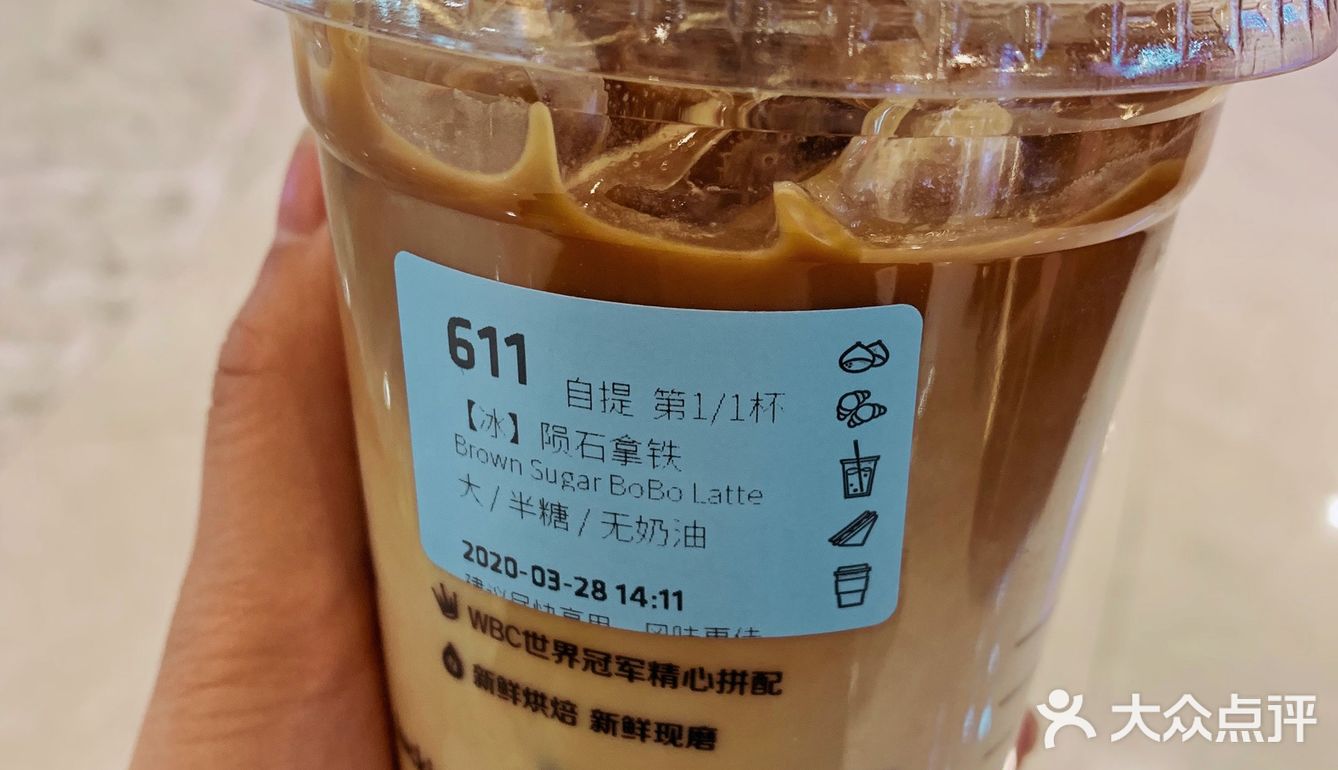 611
自提 第1/1杯
【冰】陨石拿铁
Brown Sugar BoBo Latte
大/半糖/无奶油
2020-03-28 14:11
WBC世界冠军精心拼配
新鲜烘焙 新鲜现磨
大众点评